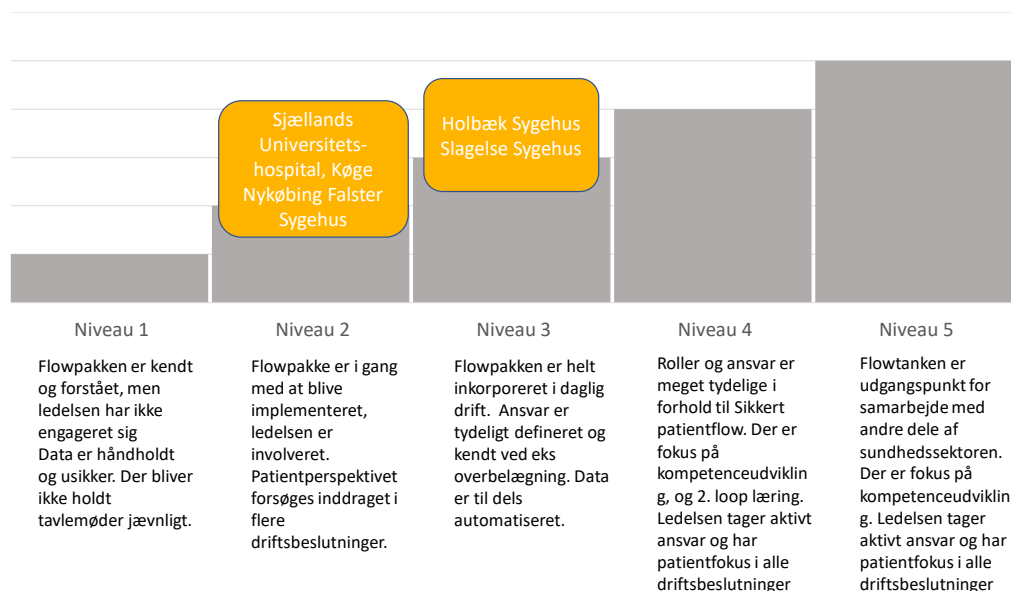 Sjællands
Universitets-
hospital, Køge
Nykøbing Falster
Sygehus
Holbæk Sygehus
Slagelse Sygehus
Niveau 1
Niveau 2
Niveau 3
Niveau 4
Niveau 5
Flowpakken er kendt
og forstået, men
ledelsen har ikke
engageret sig
Data er håndholdt
og usikker. Der bliver
ikke holdt
tavlemøder jævnligt.
Flowpakke er i gang
med at blive
implementeret,
ledelsen er
involveret.
Patientperspektivet
forsøges inddraget i
flere
driftsbeslutninger.
Flowpakken er helt
inkorporeret i daglig
drift.  Ansvar er
tydeligt defineret og
kendt ved eks
overbelægning. Data
er til dels
automatiseret.
Roller og ansvar er
meget tydelige i
forhold til Sikkert
patientflow. Der er
fokus på
kompetenceudviklin
g, og 2. loop læring.
Ledelsen tager aktivt
ansvar og har
patientfokus i alle
driftsbeslutninger
Flowtanken er
udgangspunkt for
samarbejde med
andre dele af
sundhedssektoren.
Der er fokus på
kompetenceudviklin
g. Ledelsen tager
aktivt ansvar og har
patientfokus i alle
driftsbeslutninger